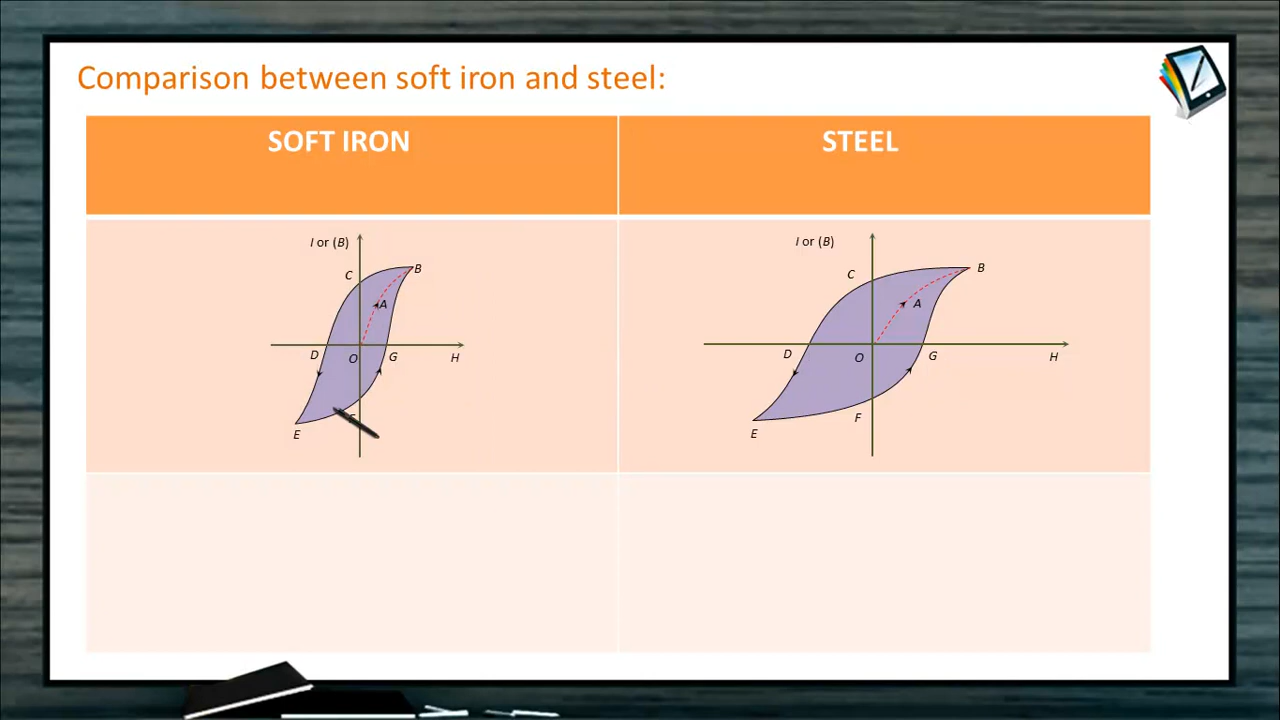 Comparison between soft iron and steel:
SOFT IRON
STEEL
I or (B)
C
B
A
D
O
G
H
E
I or (B)
C
B
A
D
O
G
H
F
E